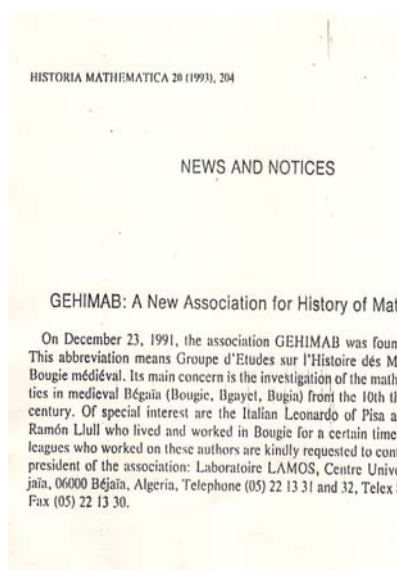 HISTORIA MATHEMATICA 20 (1993), 204
NEWS AND NOTICES
GEHIMAB: A New Association for History of Mat
On December 23, 1991, the association GEHIMAB was foun
This abbreviation means Groupe d'Etudes sur l'Histoire des M
Bougie médiéval. Its main concern is the investigation of the math
ties in medieval Bégaïa (Bougie, Bgayet, Bugia) from the 10th th
century. Of special interest are the Italian Leonardo of Pisa a
Ramón Llull who lived and worked in Bougie for a certain time
leagues who worked on these authors are kindly requested to con
president of the association: Laboratoire LAMOS, Centre Unive
jaïa, 06000 Béjaïa, Algeria, Telephone (05) 22 13 31 and 32, Telex
Fax (05) 22 13 30.